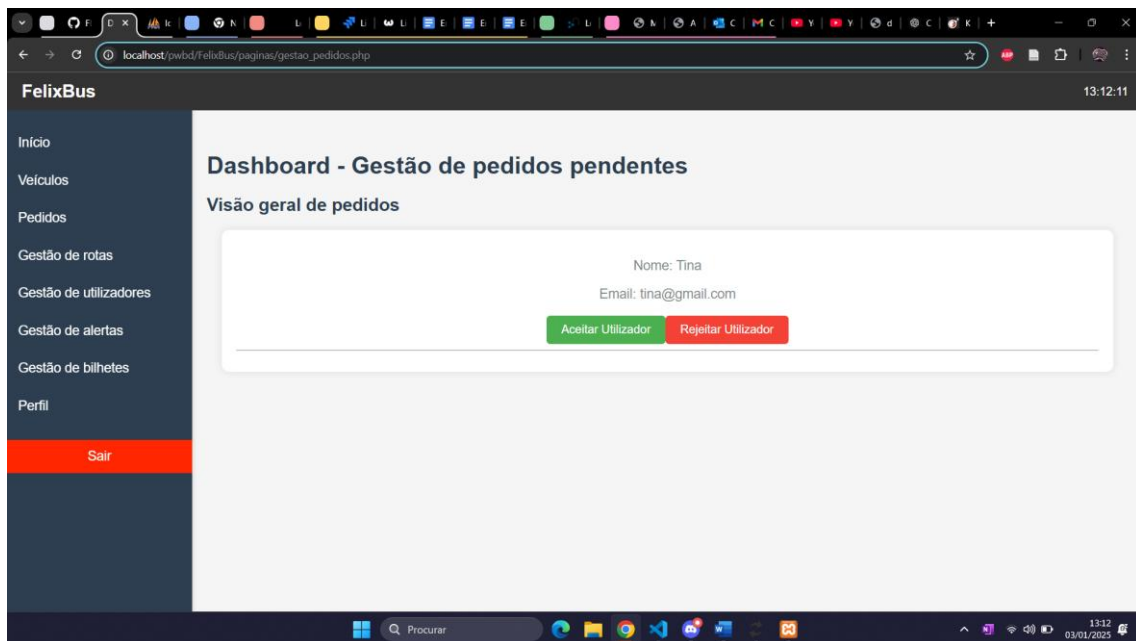 localhost/pwbd/FelixBus/paginas/gestao_pedidos.php
FelixBus
13:12:11
Início
Veículos
Pedidos
Gestão de rotas
Gestão de utilizadores
Gestão de alertas
Gestão de bilhetes
Perfil
Sair
Dashboard - Gestão de pedidos pendentes
Visão geral de pedidos
Nome: Tina
Email: tina@gmail.com
Aceitar Utilizador
Rejeitar Utilizador
Procurar
13:12
03/01/2025